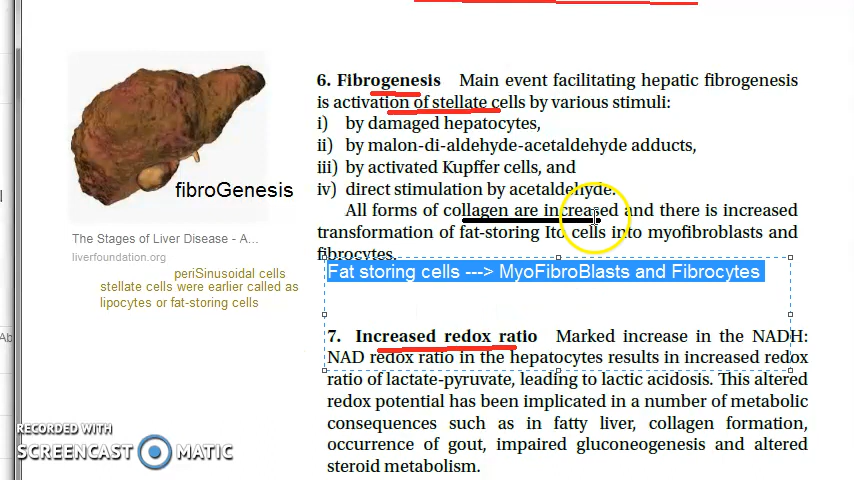 6. Fibrogenesis Main event facilitating hepatic fibrogenesis
is activation of stellate cells by various stimuli:
i) by damaged hepatocytes,
ii) by malon-di-aldehyde-acetaldehyde adducts,
iii) by activated Kupffer cells, and
iv) direct stimulation by acetaldehyde.
All forms of collagen are increased and there is increased
transformation of fat-storing Ito cells into myofibroblasts and
fibrocytes.
fibroGenesis
The Stages of Liver Disease - A...
liverfoundation.org
periSinusoidal cells
stellate cells were earlier called as
lipocytes or fat-storing cells
Fat storing cells ---> MyoFibroBlasts and Fibrocytes
7. Increased redox ratio Marked increase in the NADH:
NAD redox ratio in the hepatocytes results in increased redox
ratio of lactate-pyruvate, leading to lactic acidosis. This altered
redox potential has been implicated in a number of metabolic
consequences such as in fatty liver, collagen formation,
occurrence of gout, impaired gluconeogenesis and altered
steroid metabolism.
Ab
RECORDED WITH
SCREENCAST MATIC